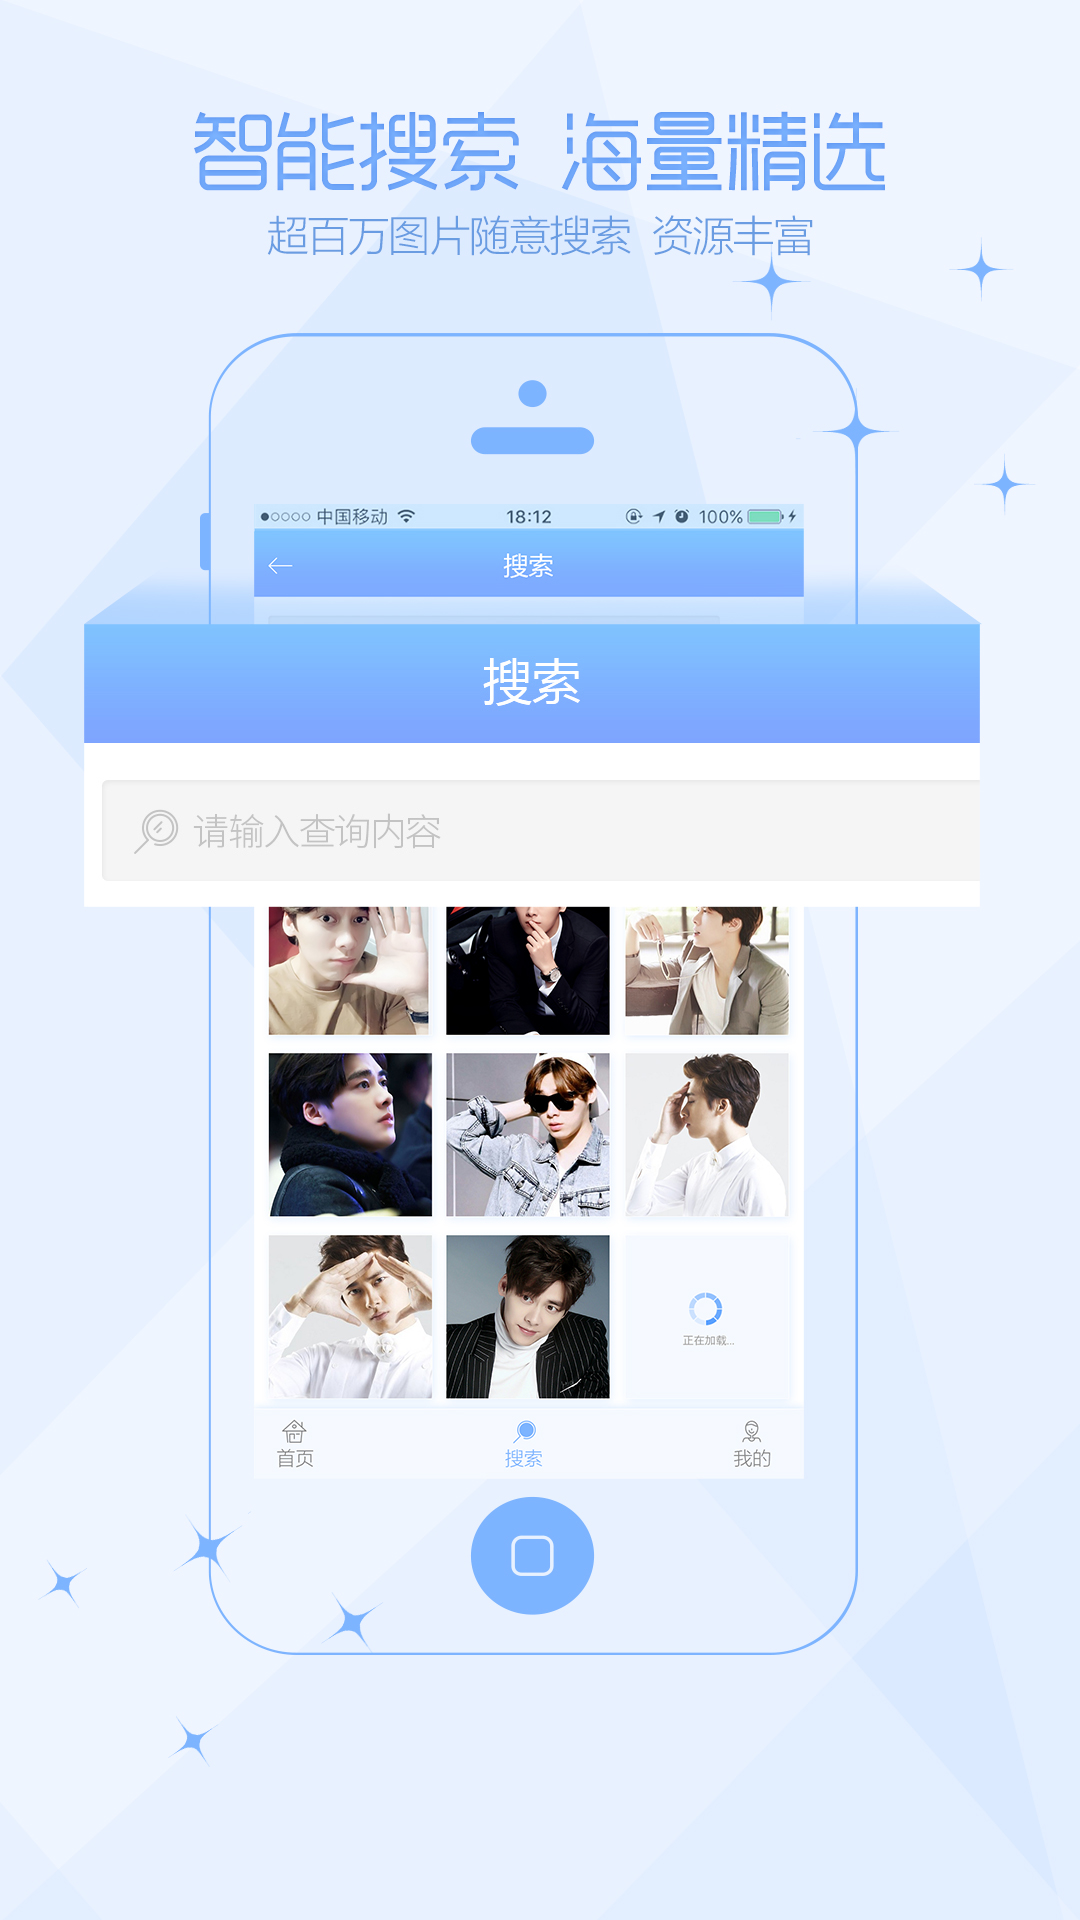 智能搜索 海量精选
超百万图片随意搜索 资源丰富
中国移动 18:12 100%
搜索
搜索
请输入查询内容
正在加载...
首页 搜索 我的